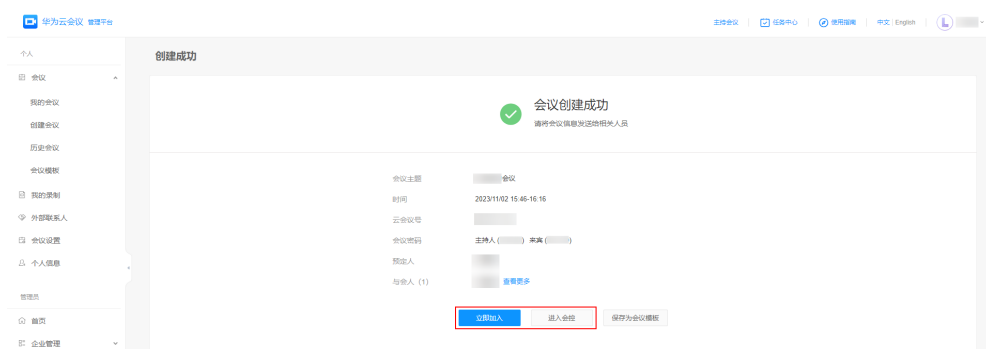 华为云会议 管理平台
主持会议 任务中心 使用指南 中文 | English L
个人
创建成功
会议
我的会议
创建会议
历史会议
会议模板
我的录制
外部联系人
会议设置
个人信息
管理员
首页
企业管理
会议创建成功
请将会议信息发送给相关人员
会议主题 会议
时间 2023/11/02 15:46-16:16
云会议号
会议密码 主持人 ( ) 来宾 ( )
预定人
与会人 (1) 查看更多
立即加入 进入会控 保存为会议模板